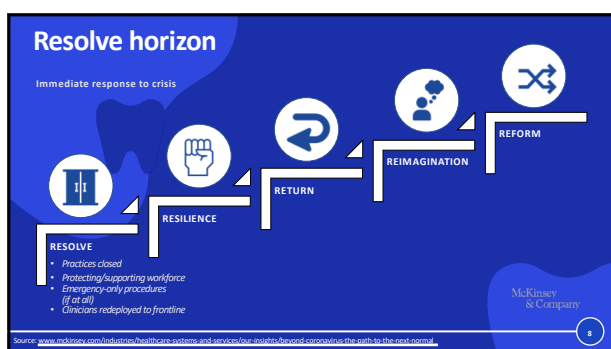 Resolve horizon
Immediate response to crisis
REFORM
REIMAGINATION
RETURN
RESILIENCE
RESOLVE
• Practices closed
• Protecting/supporting workforce
• Emergency-only procedures
(if at all)
• Clinicians redeployed to frontline
McKinsey
& Company
8
Source: www.mckinsey.com/industries/healthcare-systems-and-services/our-insights/beyond-coronavirus-the-path-to-the-next-normal